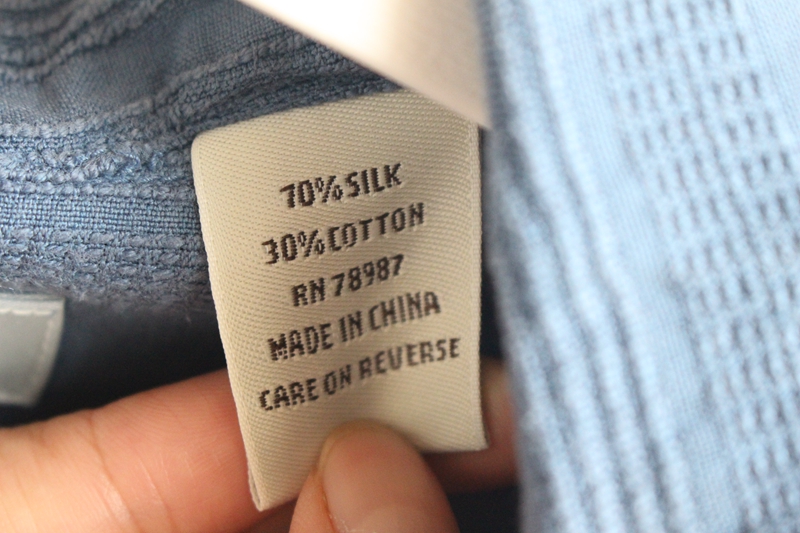 70% SILK
30% COTTON
RN 78987
MADE IN CHINA
CARE ON REVERSE